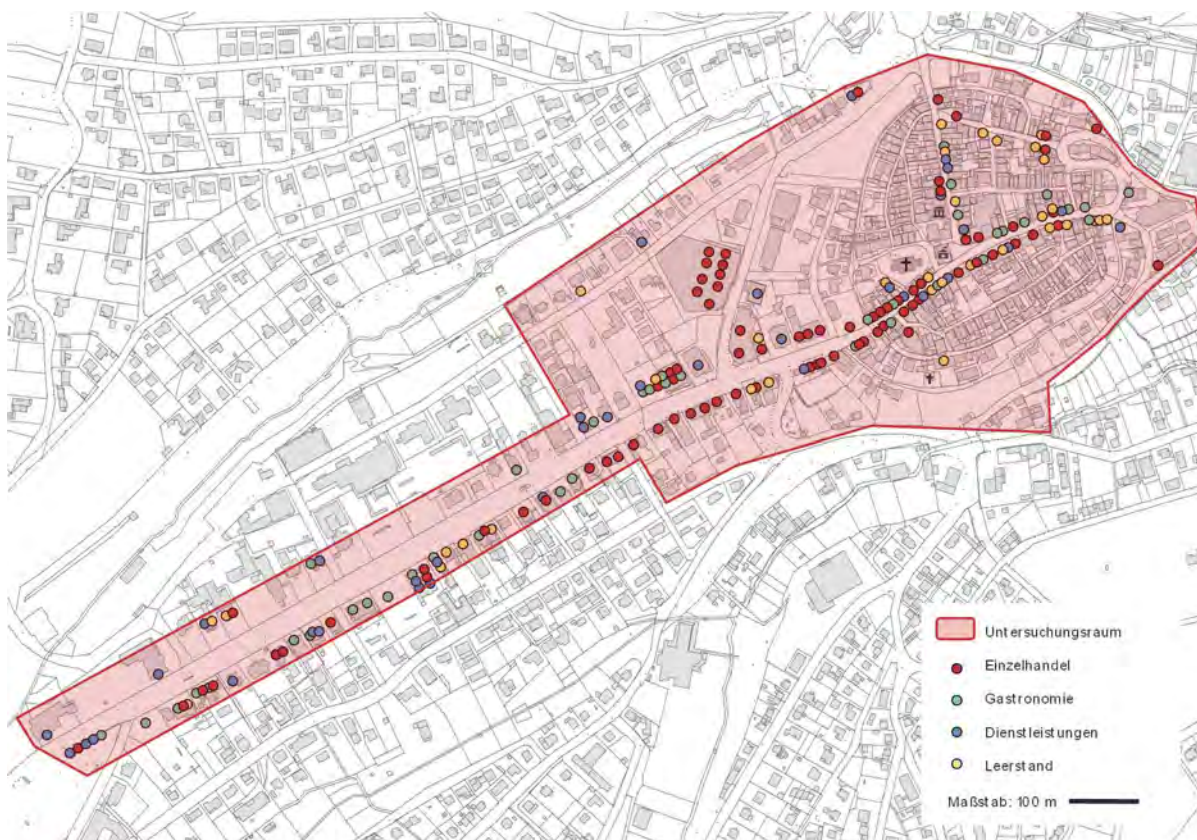 Untersuchungsraum
Einzelhandel
Gastronomie
Dienstleistungen
Leerstand
Maßstab: 100 m